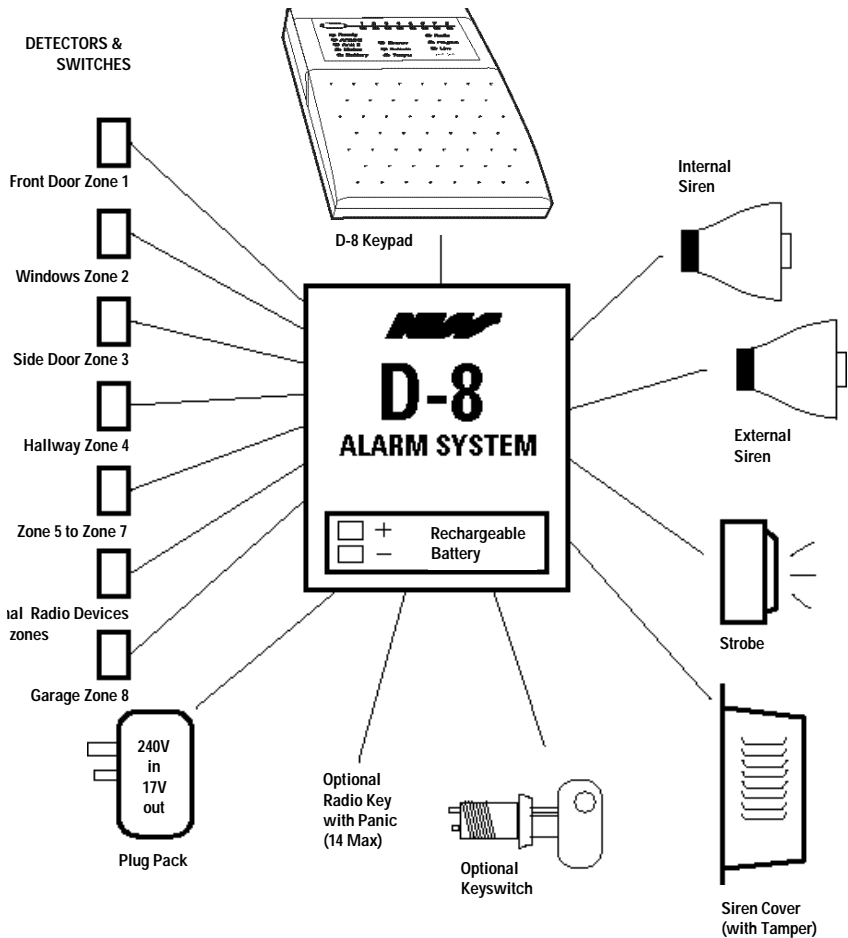 DETECTORS &
SWITCHES
Front Door Zone 1
Windows Zone 2
Side Door Zone 3
Hallway Zone 4
Zone 5 to Zone 7
Radio Devices
zones
Garage Zone 8
D-8 Keypad
D-8
ALARM SYSTEM
+
Rechargeable
–
Battery
Internal
Siren
External
Siren
Strobe
Siren Cover
(with Tamper)
240V
in
17V
out
Plug Pack
Optional
Radio Key
with Panic
(14 Max)
Optional
Keyswitch